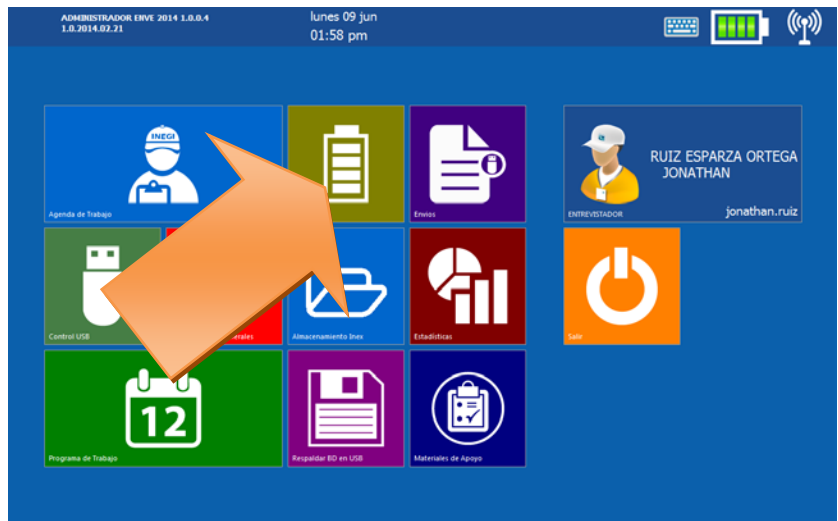 ADMINISTRADOR ENVE 2014 1.0.0.4
1.0.2014.02.21
lunes 09 jun
01:58 pm
INEGI
Agenda de Trabajo
Envios
RUIZ ESPARZA ORTEGA
JONATHAN
ENTREVISTADOR
jonathan.ruiz
Control USB
Almacenamiento Inex
Estadísticas
Salir
12
Programa de Trabajo
Respaldar BD en USB
Materiales de Apoyo